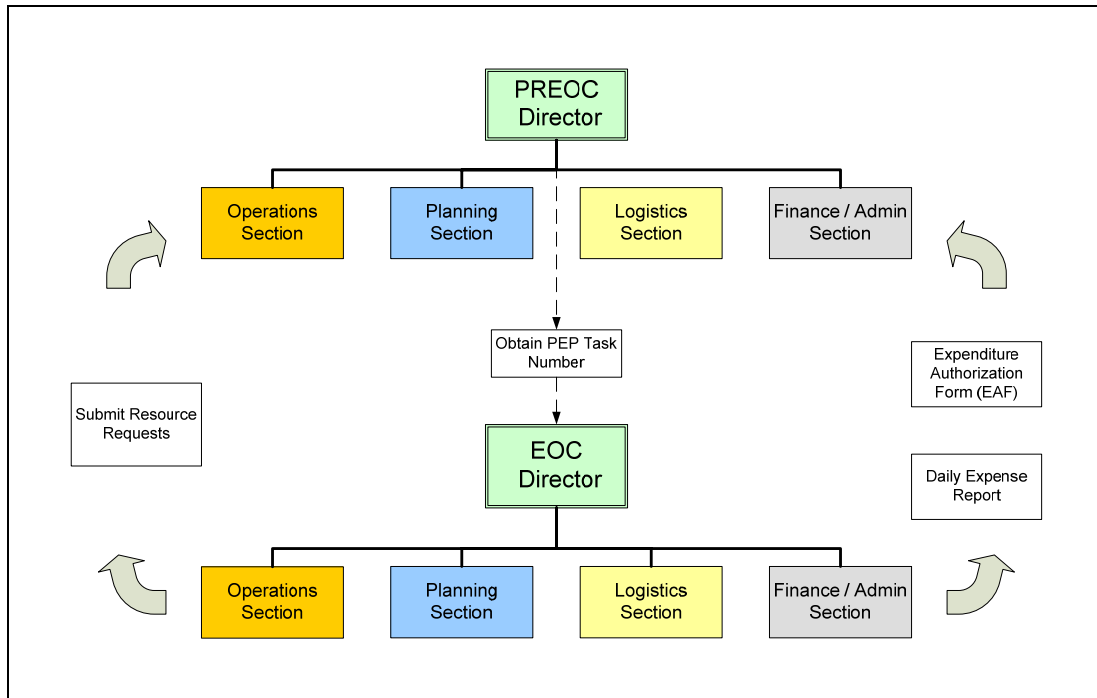 PREOC
Director
Operations
Section
Planning
Section
Logistics
Section
Finance / Admin
Section
Obtain PEP Task
Number
Submit Resource
Requests
Expenditure
Authorization
Form (EAF)
EOC
Director
Daily Expense
Report
Operations
Section
Planning
Section
Logistics
Section
Finance / Admin
Section